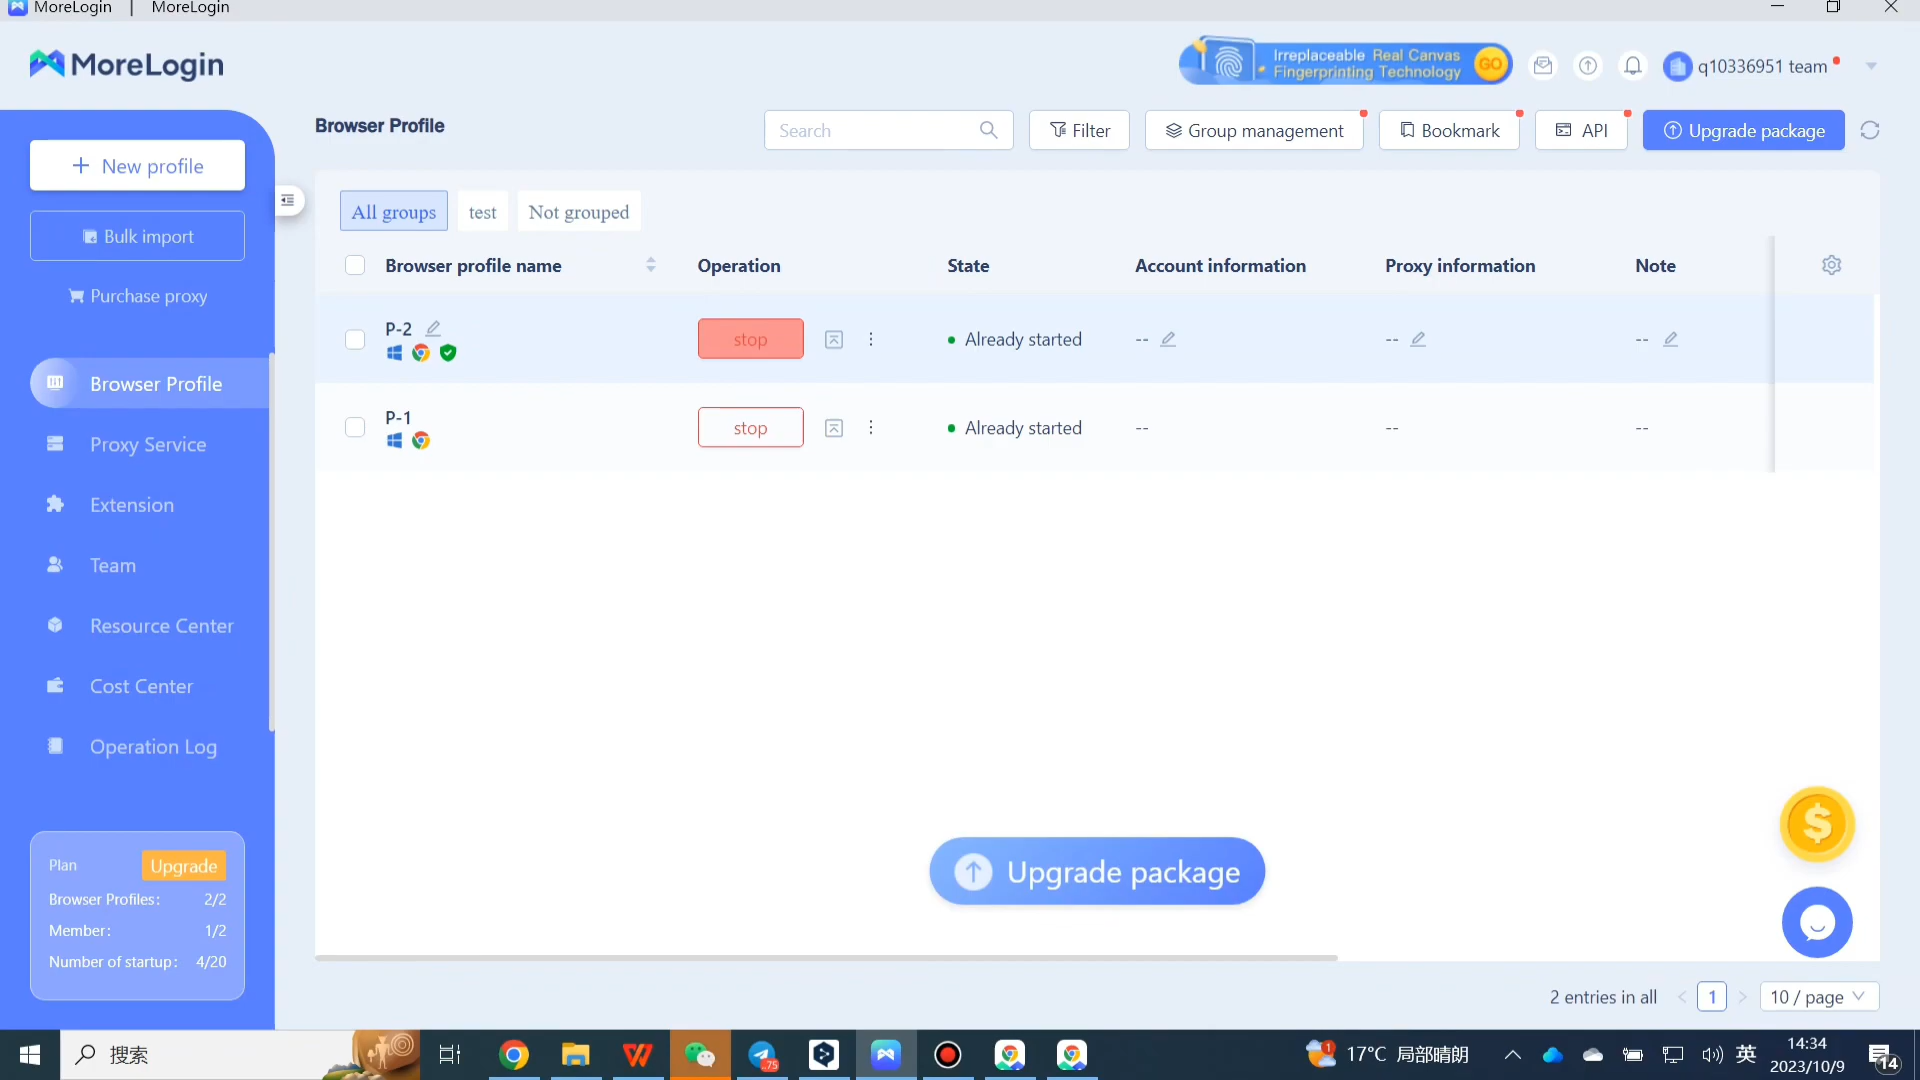 MoreLogin | MoreLogin
MoreLogin
Irreplaceable Real Canvas
Fingerprinting Technology
GO
q10336951 team
Browser Profile
Search
Filter
Group management
Bookmark
API
Upgrade package
+ New profile
Bulk import
Purchase proxy
Browser Profile
Proxy Service
Extension
Team
Resource Center
Cost Center
Operation Log
Plan
Upgrade
Browser Profiles: 2/2
Member: 1/2
Number of startup: 4/20
All groups
test
Not grouped
Browser profile name
Operation
State
Account information
Proxy information
Note
P-2
stop
Already started
--
--
--
P-1
stop
Already started
--
--
--
Upgrade package
2 entries in all
< 1 >
10 / page
搜索
75
1
17°C 局部晴朗
英
14:34
2023/10/9
14